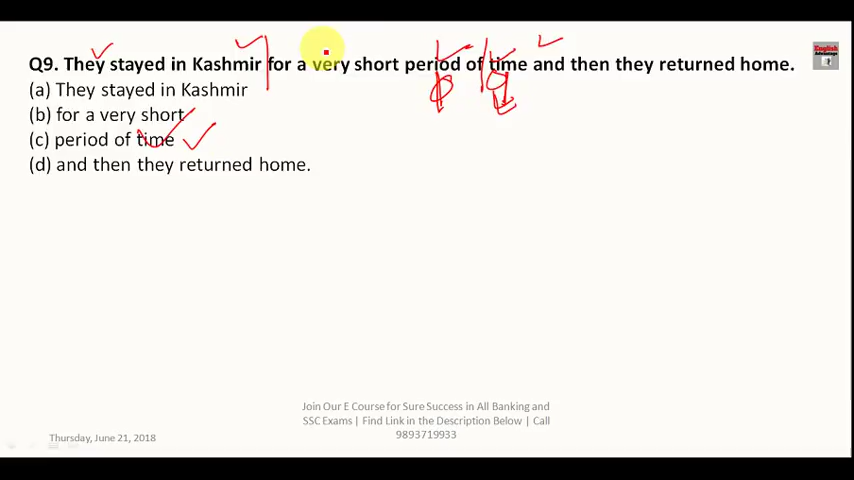 English
Advantage
Q9. They stayed in Kashmir for a very short period of time and then they returned home.
(a) They stayed in Kashmir
(b) for a very short
(c) period of time
(d) and then they returned home.
Join Our E Course for Sure Success in All Banking and
SSC Exams | Find Link in the Description Below | Call
9893719933
Thursday, June 21, 2018